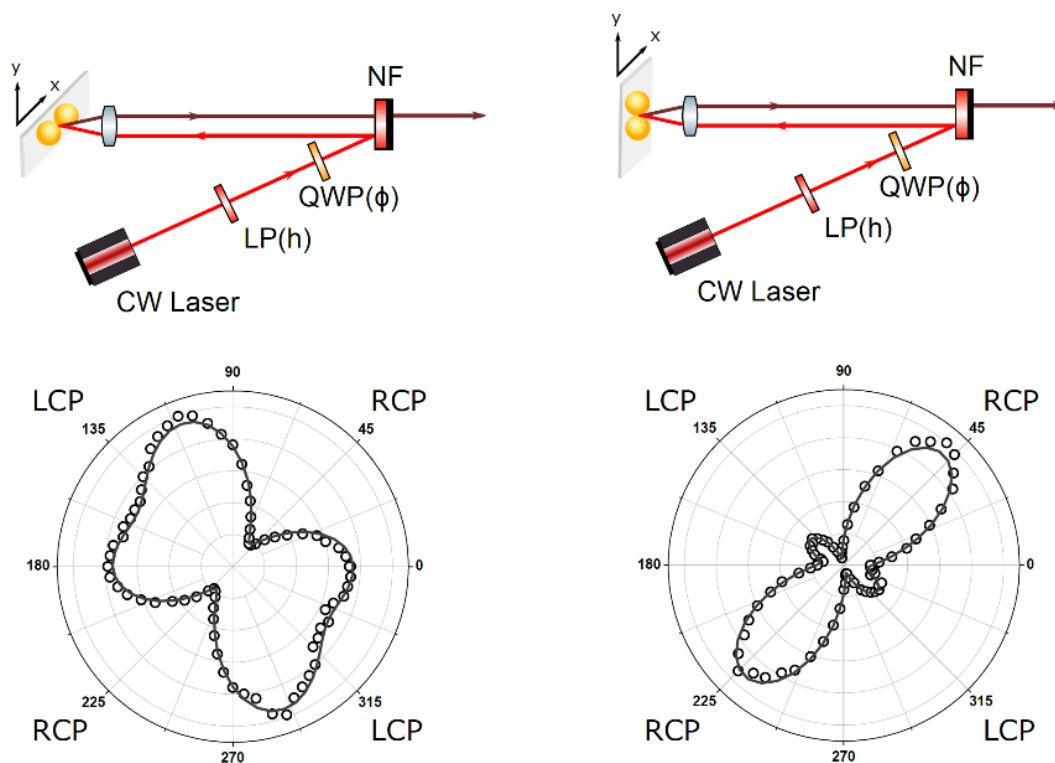 y
x
NF
QWP(ϕ)
LP(h)
CW Laser
y
x
NF
QWP(ϕ)
LP(h)
CW Laser
LCP
90
RCP
135
45
180
0
225
315
RCP
270
LCP
LCP
90
RCP
135
45
180
0
225
315
RCP
270
LCP